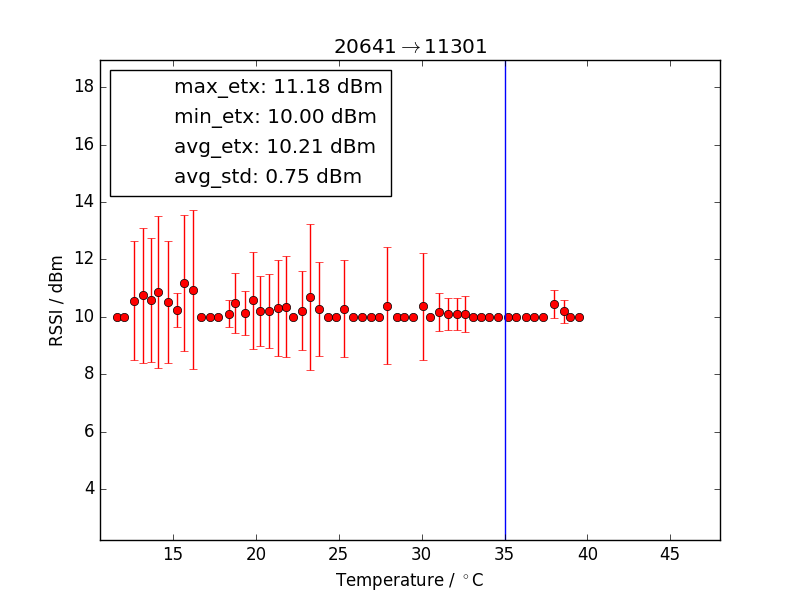 20641→11301
max_etx: 11.18 dBm
min_etx: 10.00 dBm
avg_etx: 10.21 dBm
avg_std: 0.75 dBm
18
16
14
12
10
8
6
4
RSSI / dBm
15 20 25 30 35 40 45
Temperature / °C